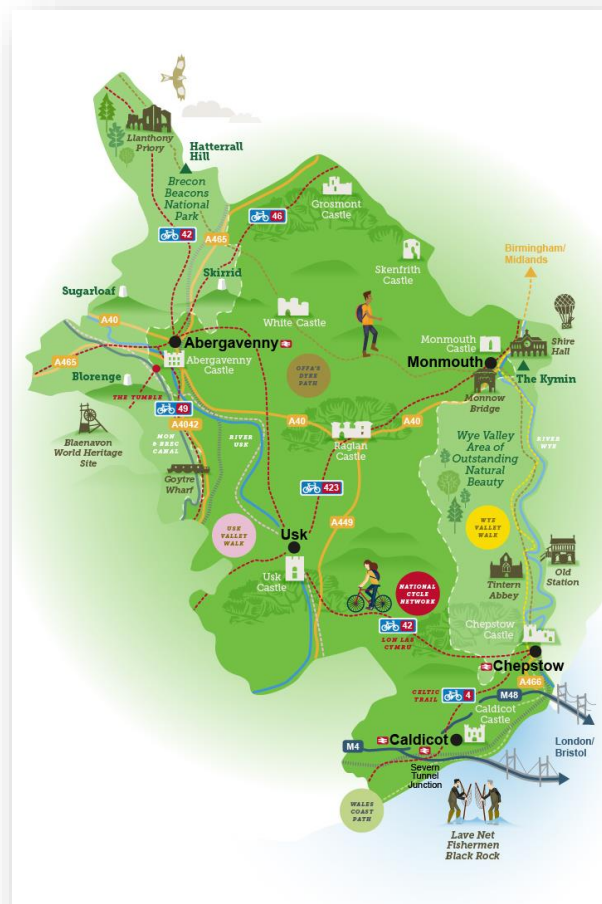 Llanthony
Priory
Hatterrall
Hill
Brecon
Beacons
National
Park
42
46
A465
Grosmont
Castle
Skenfrith
Castle
Birmingham/
Midlands
Sugarloaf
Skirrid
White Castle
A40
Shire
Hall
Abergavenny
Abergavenny
Castle
Monmouth
Castle
Monmouth
A465
OFFA'S
DYKE
PATH
The Kymin
Blorenge
Monnow
Bridge
THE TUMBLE
49
A4042
Blaenavon
World Heritage
Site
MON
& BREC
CANAL
RIVER
USK
A40
Raglan
Castle
A40
Wye Valley
Area of
Outstanding
Natural
Beauty
RIVER
WYE
Goytre
Wharf
423
USK
VALLEY
WALK
A449
WYE
VALLEY
WALK
Usk
Usk
Castle
Old
Station
Tintern
Abbey
NATIONAL
CYCLE
NETWORK
42
LON LAS
CYMRU
Chepstow
Castle
Chepstow
A466
CELTIC
TRAIL
4
M48
Caldicot
Castle
M4
Caldicot
London/
Bristol
Severn
Tunnel
Junction
WALES
COAST
PATH
Lave Net
Fishermen
Black Rock